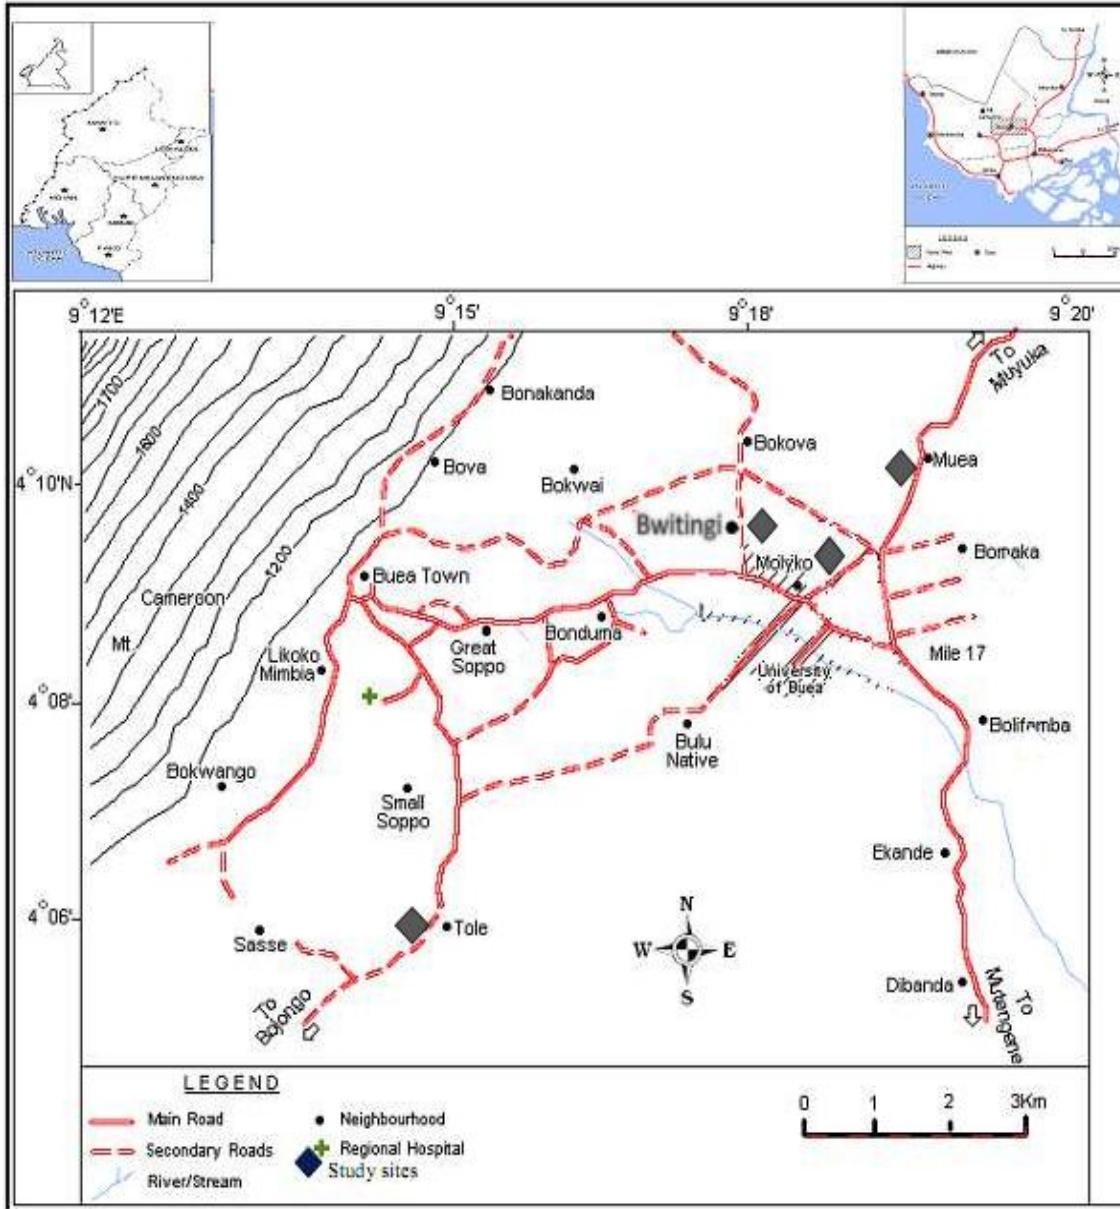 LEGEND
9°12'E
9°15'
9°18'
9°20'
To
Muyuka
1700
1600
1400
1200
Bonakanda
Bokova
Muea
4°10'N
Bova
Bokwai
Bwitingi
Molyko
Bomaka
Buea Town
Cameroon
Mt
Great
Soppo
Bonduma
Likoko
Mimbia
University
of Buea
Mile 17
4°08'
Bolifamba
Bulu
Native
Bokwango
Small
Soppo
Ekande
4°06'
Sasse
Tole
N
W
E
S
Dibanda
To
Bojongo
To
Mutengene
LEGEND
Main Road
Neighbourhood
Secondary Roads
Regional Hospital
Study sites
River/Stream
0 1 2 3Km